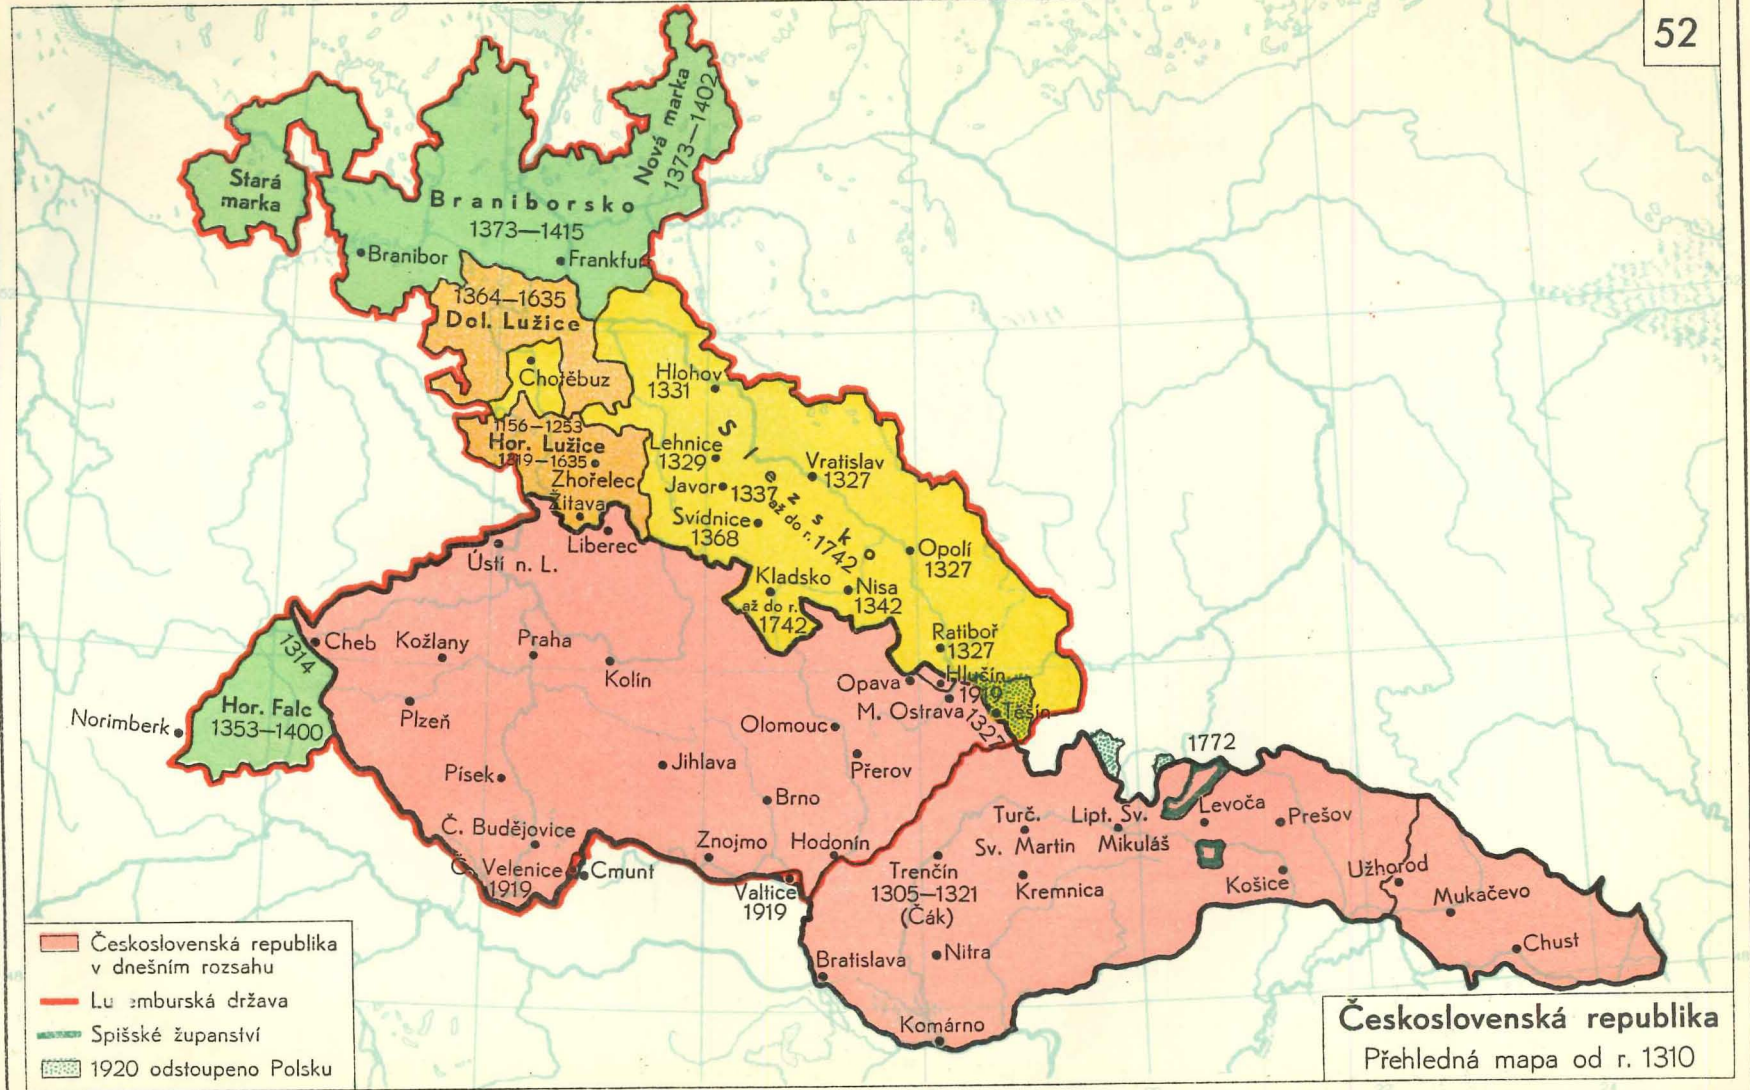 52
Nová marka
1373—1402
Stará
marka
Braniborsko
1373—1415
Branibor
Frankfurt
1364—1635
Dol. Lužice
Chotěbuz
Hlohov
1331
1156—1253
Hor. Lužice
1319—1635
Zhořelec
Žitava
Lehnice
1329
Slezsko
až do r. 1742
Vratislav
1327
Javor
1337
Svídnice
1368
Liberec
Ústí n. L.
Opolí
1327
Kladsko
až do r.
1742
Nisa
1342
Ratiboř
1327
1314
Cheb
Kožlany
Praha
Kolín
Opava
Hlučín
1919
M. Ostrava
1327
Těšín
Hor. Falc
1353—1400
Norimberk
Plzeň
Olomouc
1772
Písek
Jihlava
Přerov
Brno
Č. Budějovice
Turč.
Sv. Martin
Lipt. Sv.
Mikuláš
Levoča
Prešov
Znojmo
Hodonín
Č. Velenice
1919
Cmunt
Valtice
1919
Trenčín
1305—1321
(Čák)
Kremnica
Košice
Užhorod
Mukačevo
Chust
Bratislava
Nitra
Komárno
Československá republika
v dnešním rozsahu
Lu emburská država
Spišské županství
1920 odstoupeno Polsku
Československá republika
Přehledná mapa od r. 1310